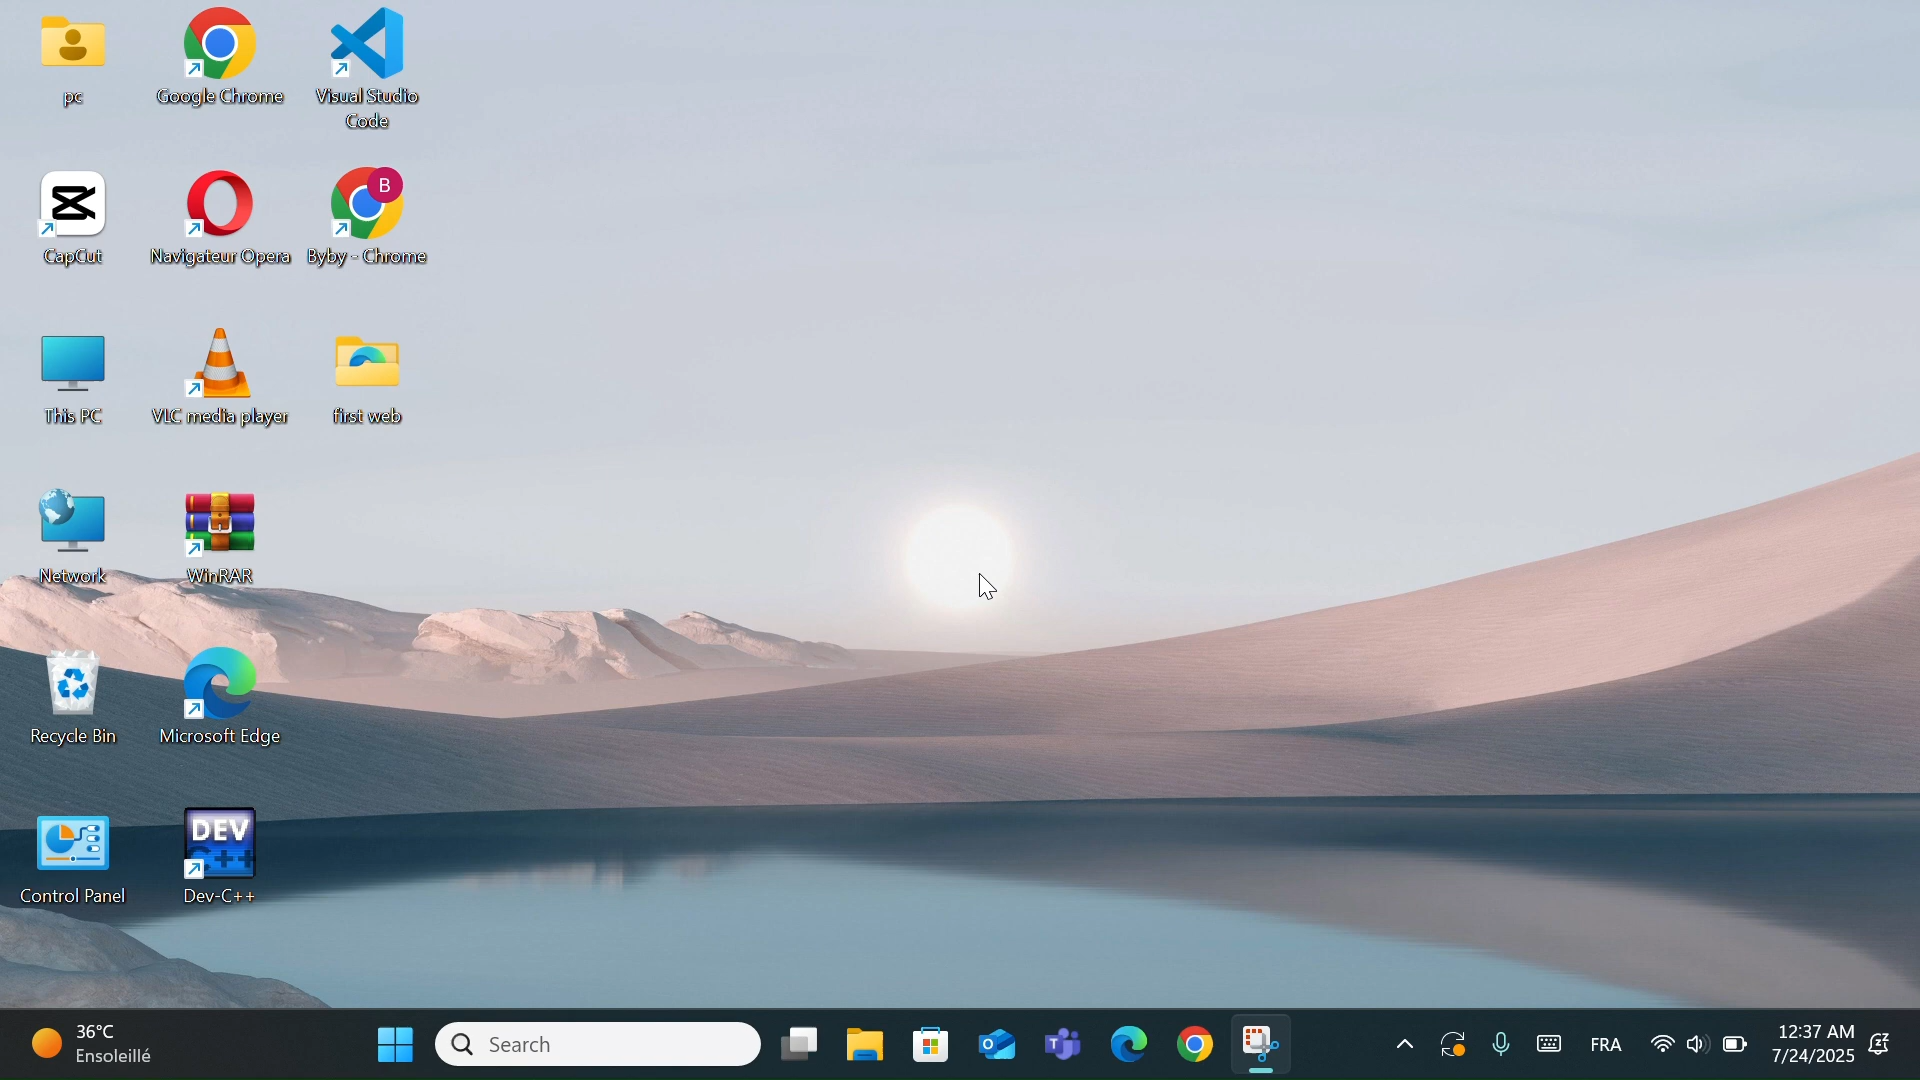 pc
Google Chrome
Visual Studio
Code
B
CapCut
Navigateur Opera
Byby - Chrome
This PC
VLC media player
first web
Network
WinRAR
Recycle Bin
Microsoft Edge
DEV
C++
Control Panel
Dev-C++
36°C
Ensoleillé
Search
FRA
12:37 AM
7/24/2025